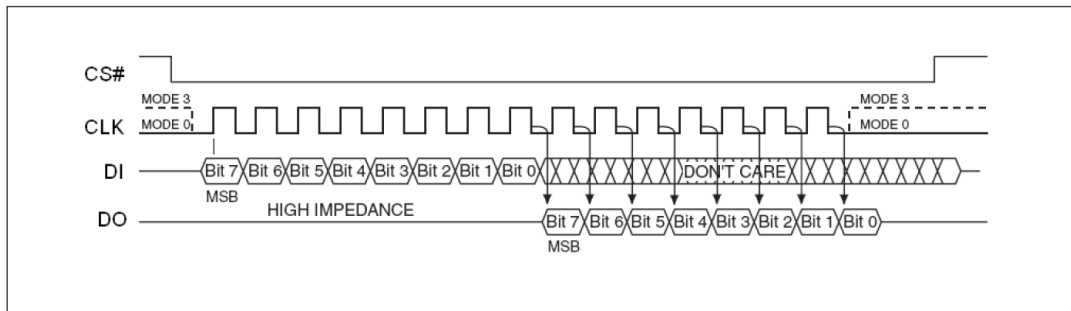 CS#
MODE 3 MODE 3
CLK MODE 0 MODE 0
DI Bit 7 Bit 6 Bit 5 Bit 4 Bit 3 Bit 2 Bit 1 Bit 0 DON'T CARE
MSB
HIGH IMPEDANCE
DO Bit 7 Bit 6 Bit 5 Bit 4 Bit 3 Bit 2 Bit 1 Bit 0
MSB